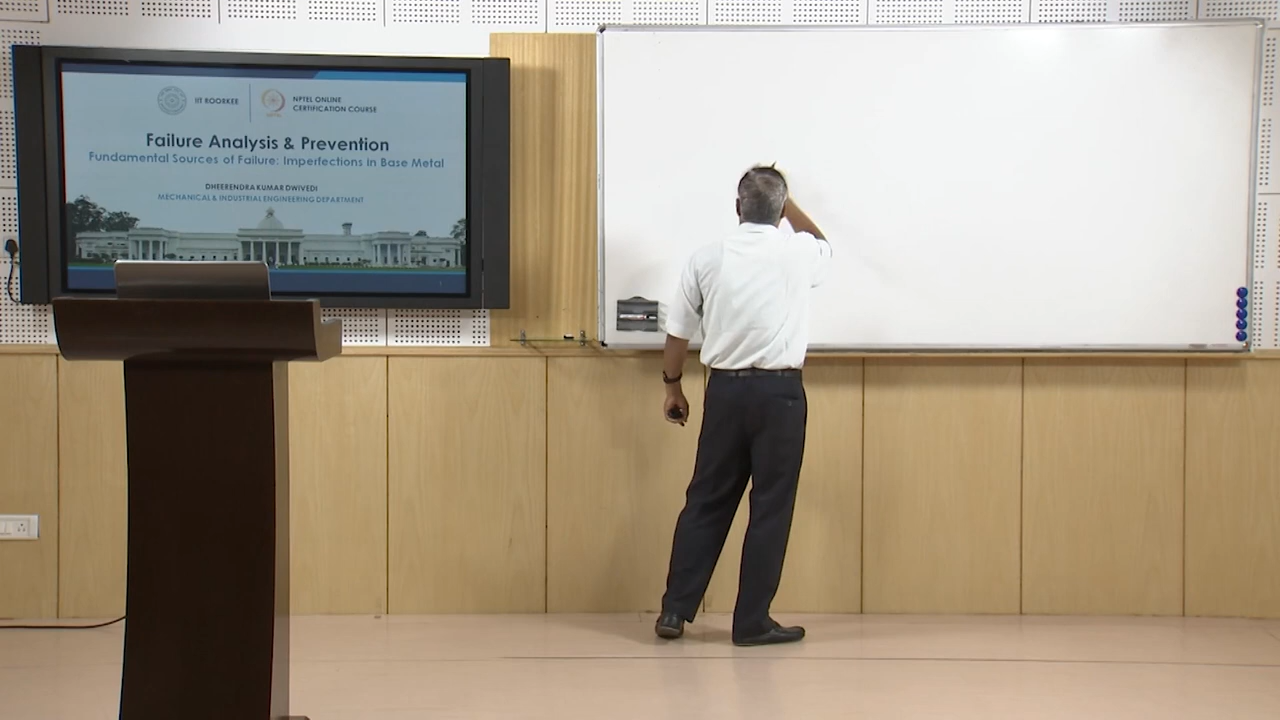 IIT ROORKEE
NPTEL ONLINE
CERTIFICATION COURSE
Failure Analysis & Prevention
Fundamental Sources of Failure: Imperfections in Base Metal
DHEERENDRA KUMAR DWIVEDI
MECHANICAL & INDUSTRIAL ENGINEERING DEPARTMENT